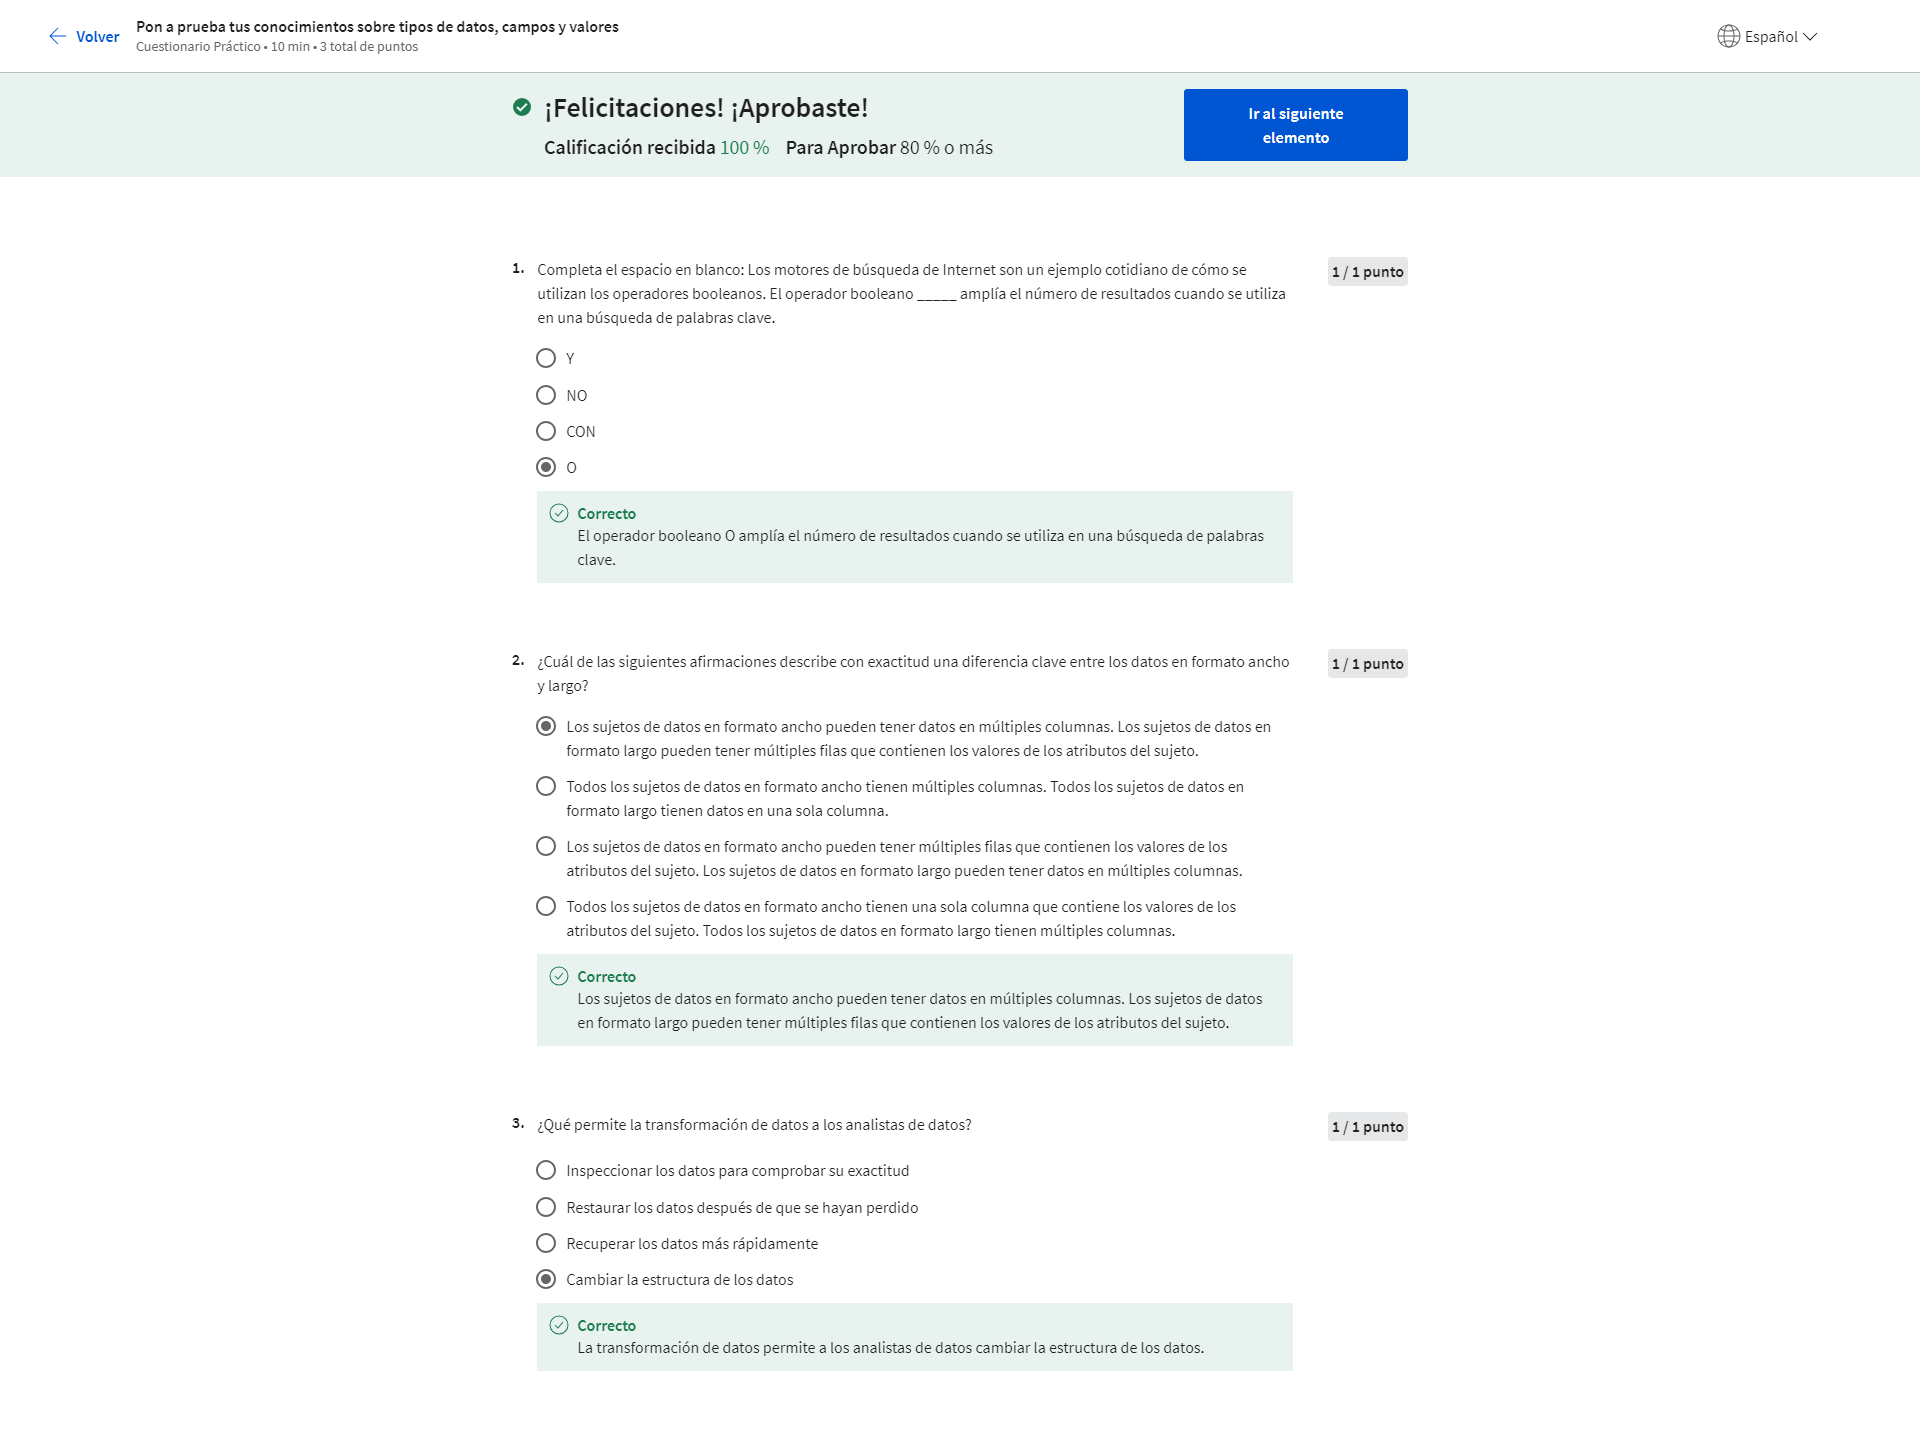 Volver
Pon a prueba tus conocimientos sobre tipos de datos, campos y valores
Cuestionario Práctico • 10 min • 3 total de puntos
Español
¡Felicitaciones! ¡Aprobaste!
Calificación recibida 100 % Para Aprobar 80 % o más
Ir al siguiente
elemento
1. Completa el espacio en blanco: Los motores de búsqueda de Internet son un ejemplo cotidiano de cómo se
utilizan los operadores booleanos. El operador booleano _____ amplía el número de resultados cuando se utiliza
en una búsqueda de palabras clave.
1 / 1 punto
Y
NO
CON
O
Correcto
El operador booleano O amplía el número de resultados cuando se utiliza en una búsqueda de palabras
clave.
2. ¿Cuál de las siguientes afirmaciones describe con exactitud una diferencia clave entre los datos en formato ancho
y largo?
1 / 1 punto
Los sujetos de datos en formato ancho pueden tener datos en múltiples columnas. Los sujetos de datos en
formato largo pueden tener múltiples filas que contienen los valores de los atributos del sujeto.
Todos los sujetos de datos en formato ancho tienen múltiples columnas. Todos los sujetos de datos en
formato largo tienen datos en una sola columna.
Los sujetos de datos en formato ancho pueden tener múltiples filas que contienen los valores de los
atributos del sujeto. Los sujetos de datos en formato largo pueden tener datos en múltiples columnas.
Todos los sujetos de datos en formato ancho tienen una sola columna que contiene los valores de los
atributos del sujeto. Todos los sujetos de datos en formato largo tienen múltiples columnas.
Correcto
Los sujetos de datos en formato ancho pueden tener datos en múltiples columnas. Los sujetos de datos
en formato largo pueden tener múltiples filas que contienen los valores de los atributos del sujeto.
3. ¿Qué permite la transformación de datos a los analistas de datos?
1 / 1 punto
Inspeccionar los datos para comprobar su exactitud
Restaurar los datos después de que se hayan perdido
Recuperar los datos más rápidamente
Cambiar la estructura de los datos
Correcto
La transformación de datos permite a los analistas de datos cambiar la estructura de los datos.